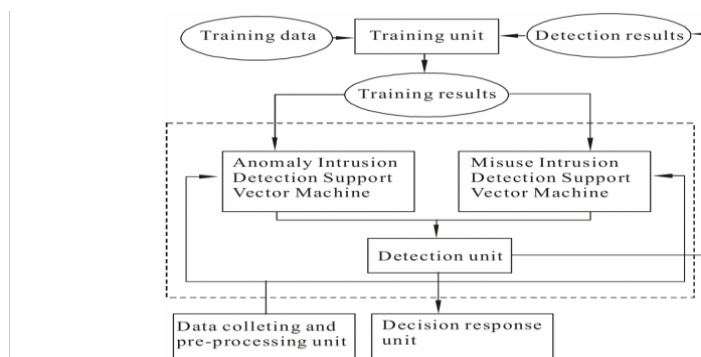 Training data
Training unit
Detection results
Training results
Anomaly Intrusion
Detection Support
Vector Machine
Misuse Intrusion
Detection Support
Vector Machine
Detection unit
Data colleting and
pre-processing unit
Decision response
unit